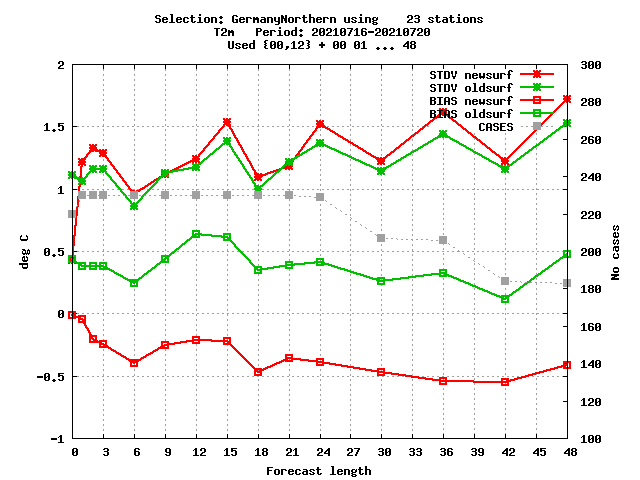 Selection: GermanyNorthern using    23 stations
T2m   Period: 20210716-20210720
Used {00,12} + 00 01 ... 48
STDV newsurf
STDV oldsurf
BIAS newsurf
BIAS oldsurf
CASES
2
1.5
1
0.5
0
-0.5
-1
deg C
300
280
260
240
220
200
180
160
140
120
100
No cases
0 3 6 9 12 15 18 21 24 27 30 33 36 39 42 45 48
Forecast length